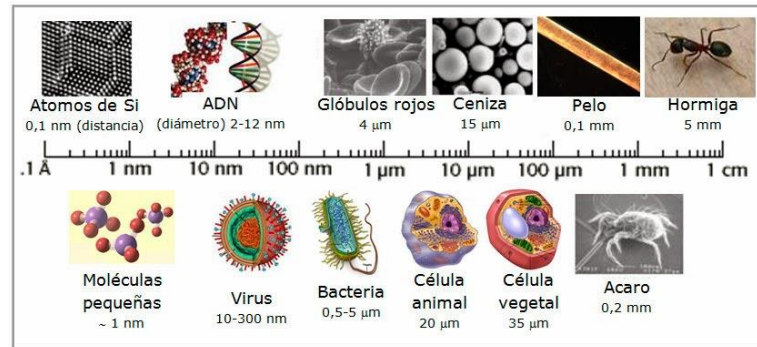 Atomos de Si
0,1 nm (distancia)
ADN
(diámetro) 2-12 nm
Glóbulos rojos
4 μm
Ceniza
15 μm
Pelo
0,1 mm
Hormiga
5 mm
.1 Å 1 nm 10 nm 100 nm 1 μm 10 μm 100 μm 1 mm 1 cm
Moléculas
pequeñas
~ 1 nm
Virus
10-300 nm
Bacteria
0,5-5 μm
Célula
animal
20 μm
Célula
vegetal
35 μm
Acaro
0,2 mm